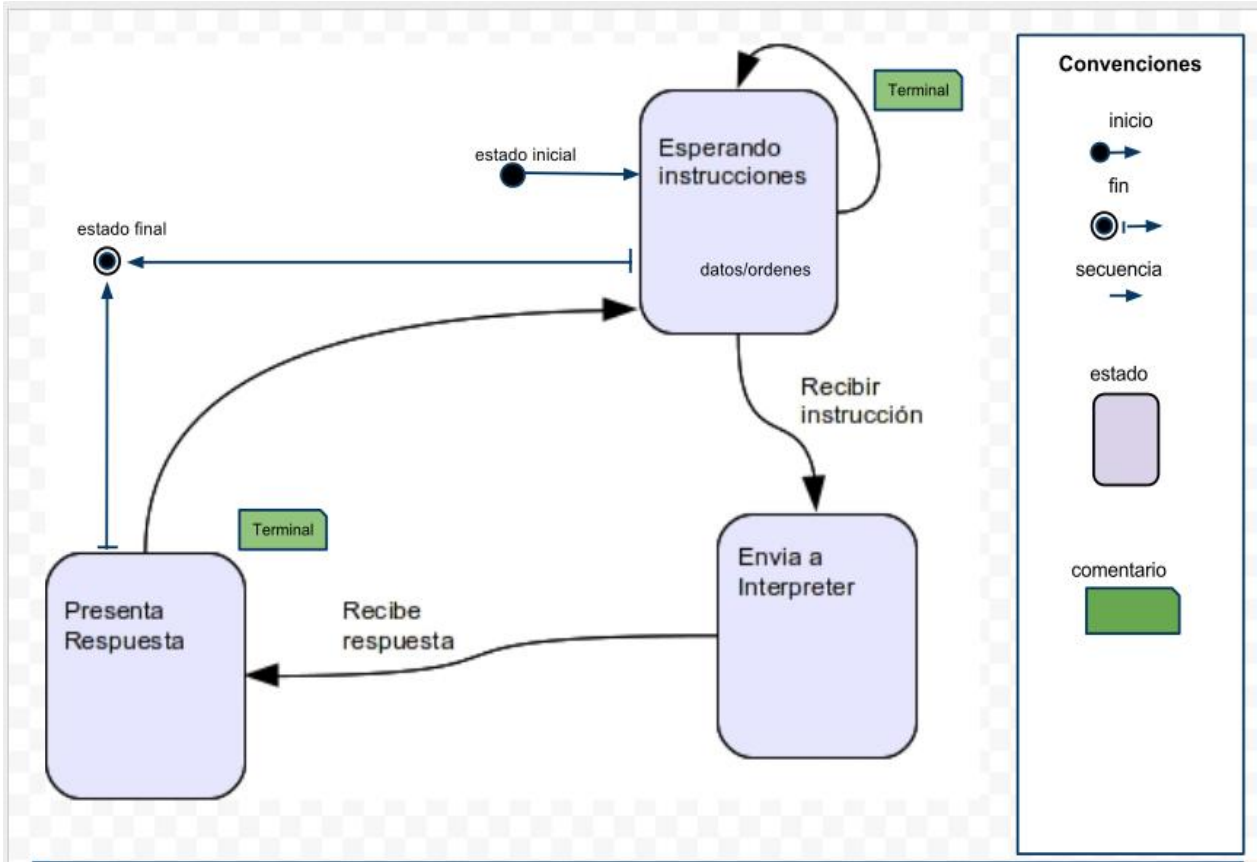 Terminal
estado inicial
Esperando
instrucciones
datos/ordenes
estado final
Recibir
instrucción
Terminal
Envia a
Interpreter
Presenta
Respuesta
Recibe
respuesta
Convenciones
inicio
fin
secuencia
estado
comentario